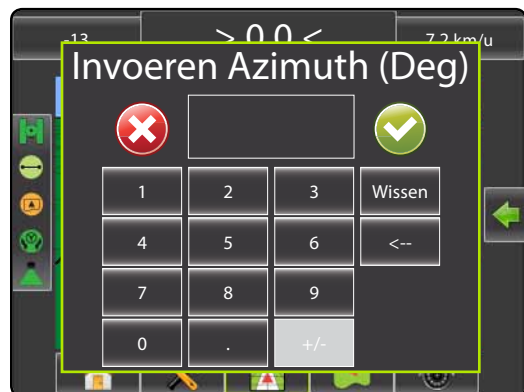 -13 > 0.0 < 7.2 km/u
Invoeren Azimuth (Deg)
1 2 3 Wissen
4 5 6 <--
7 8 9
0 . +/-